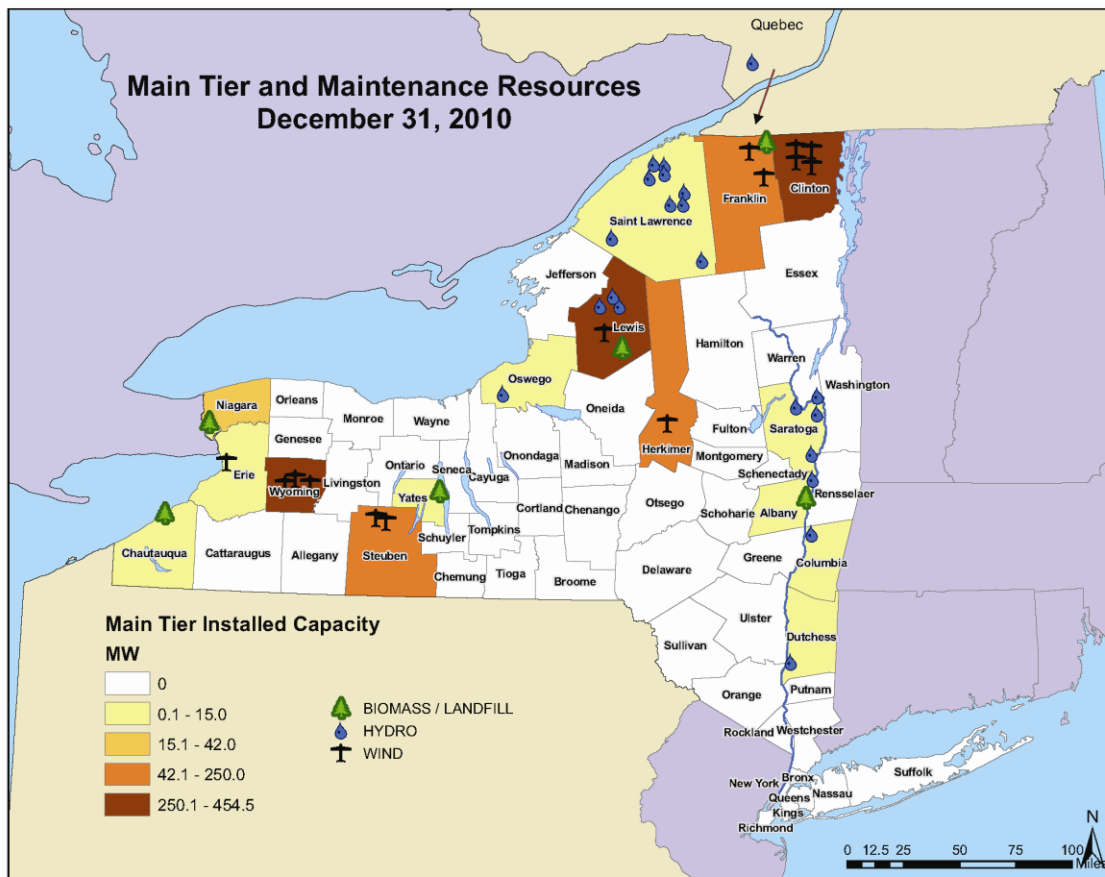 Quebec
Main Tier and Maintenance Resources
December 31, 2010
Clinton
Franklin
Saint Lawrence
Jefferson
Essex
Lewis
Hamilton
Warren
Washington
Oswego
Oneida
Niagara
Orleans
Monroe
Wayne
Fulton
Saratoga
Herkimer
Genesee
Onondaga
Madison
Montgomery
Schenectady
Erie
Wyoming
Livingston
Ontario
Seneca
Cayuga
Yates
Otsego
Rensselaer
Schoharie
Albany
Cortland
Chenango
Tompkins
Schuyler
Chautauqua
Cattaraugus
Allegany
Steuben
Greene
Columbia
Chemung
Tioga
Broome
Delaware
Ulster
Dutchess
Sullivan
Putnam
Orange
Rockland
Westchester
New York
Bronx
Queens
Nassau
Suffolk
Kings
Richmond
Main Tier Installed Capacity
MW
0
0.1 - 15.0
15.1 - 42.0
42.1 - 250.0
250.1 - 454.5
BIOMASS / LANDFILL
HYDRO
WIND
N
0 12.5 25 50 75 100
Miles